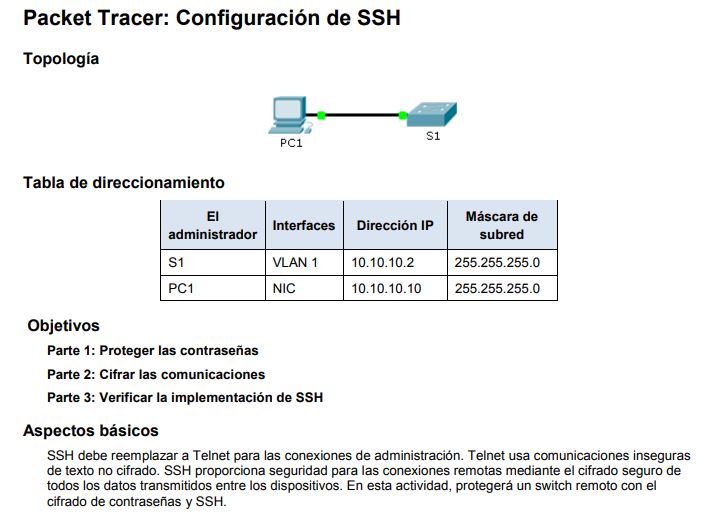 Packet Tracer: Configuración de SSH
Topología
PC1
S1
Tabla de direccionamiento
El administrador Interfaces Dirección IP Máscara de subred
S1 VLAN 1 10.10.10.2 255.255.255.0
PC1 NIC 10.10.10.10 255.255.255.0
Objetivos
Parte 1: Proteger las contraseñas
Parte 2: Cifrar las comunicaciones
Parte 3: Verificar la implementación de SSH
Aspectos básicos
SSH debe reemplazar a Telnet para las conexiones de administración. Telnet usa comunicaciones inseguras
de texto no cifrado. SSH proporciona seguridad para las conexiones remotas mediante el cifrado seguro de
todos los datos transmitidos entre los dispositivos. En esta actividad, protegerá un switch remoto con el
cifrado de contraseñas y SSH.